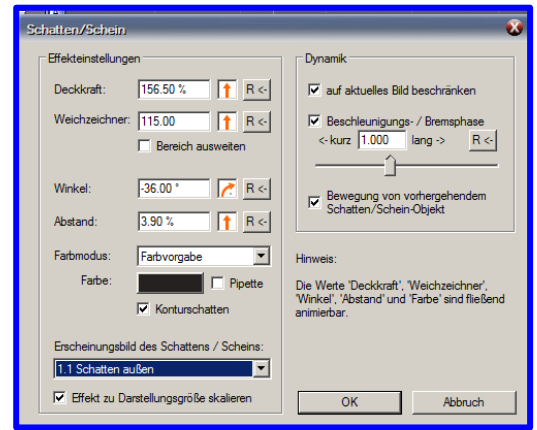 Schatten/Schein
Effekteinstellungen
Deckkraft: 156.50 % R <-
Weichzeichner: 115.00 R <-
Bereich ausweiten
Winkel: -36.00 ° R <-
Abstand: 3.90 % R <-
Farbmodus: Farbvorgabe
Farbe: Pipette
Konturschatten
Erscheinungsbild des Schattens / Scheins:
1.1 Schatten außen
Effekt zu Darstellungsgröße skalieren
Dynamik
auf aktuelles Bild beschränken
Beschleunigungs- / Bremsphase
<- kurz 1.000 lang -> R <-
Bewegung von vorhergehendem
Schatten/Schein-Objekt
Hinweis:
Die Werte 'Deckkraft', 'Weichzeichner',
'Winkel', 'Abstand' und 'Farbe' sind fließend
animierbar.
OK Abbruch